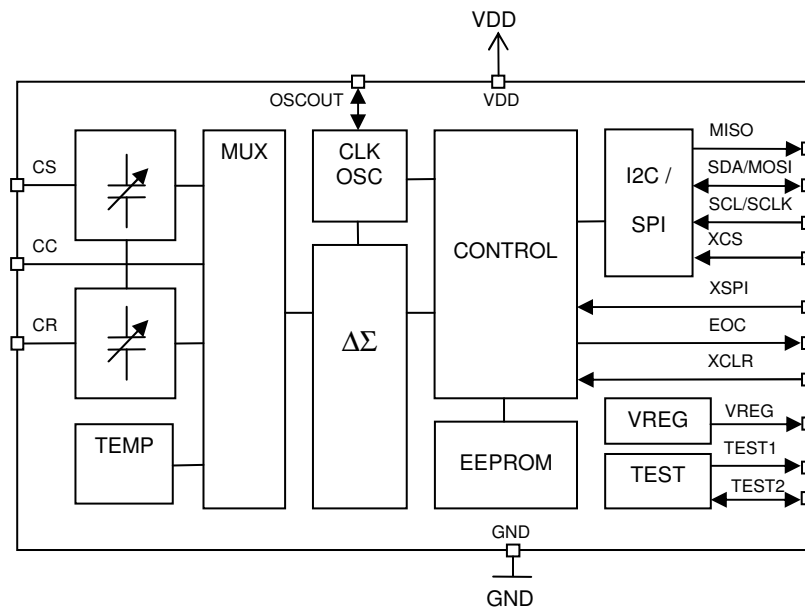 VDD
OSCOUT
VDD
CS
MUX
CLK
OSC
I2C /
SPI
MISO
SDA/MOSI
SCL/SCLK
XCS
CC
CONTROL
XSPI
CR
ΔΣ
EOC
XCLR
TEMP
EEPROM
VREG
VREG
TEST
TEST1
TEST2
GND
GND